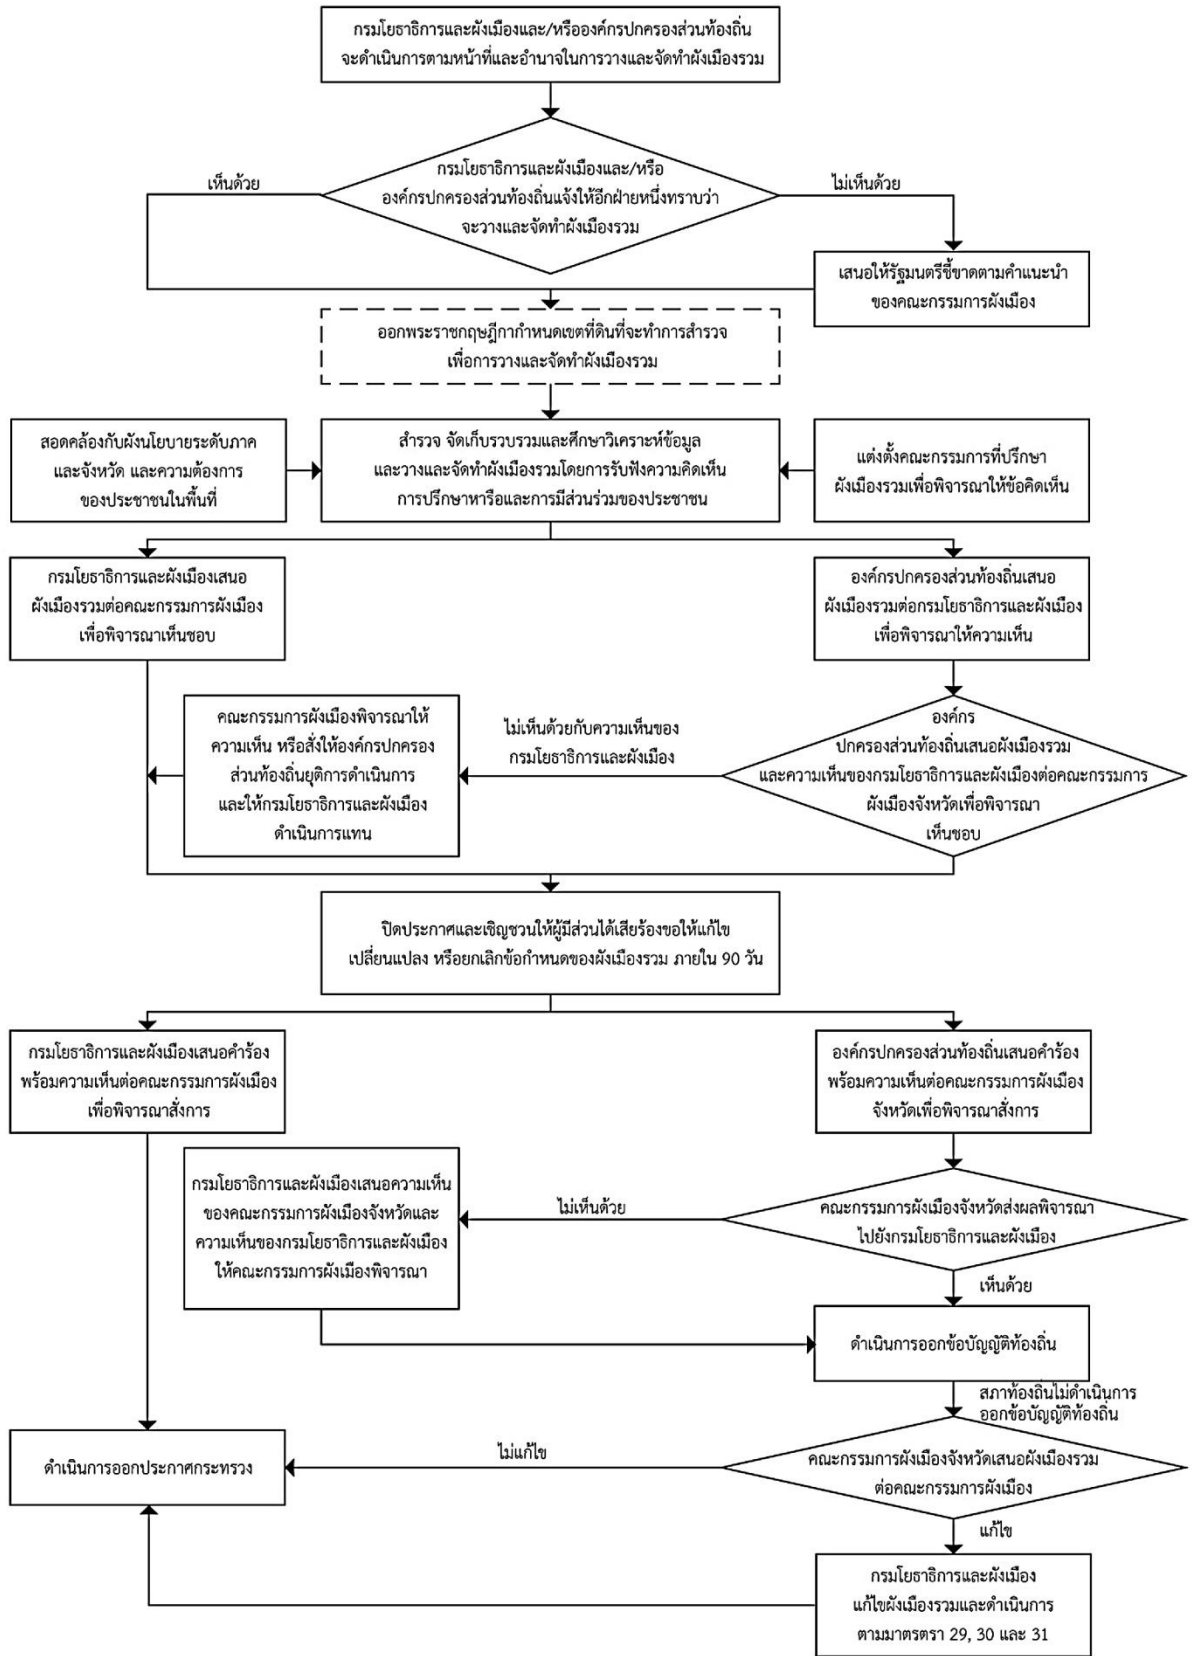 กรมโยธาธิการและผังเมืองและ/หรือองค์กรปกครองส่วนท้องถิ่น
จะดำเนินการตามหน้าที่และอำนาจในการวางและจัดทำผังเมืองรวม
กรมโยธาธิการและผังเมืองและ/หรือ
องค์กรปกครองส่วนท้องถิ่นแจ้งให้อีกฝ่ายหนึ่งทราบว่า
จะวางและจัดทำผังเมืองรวม
เห็นด้วย
ไม่เห็นด้วย
เสนอให้รัฐมนตรีชี้ขาดตามคำแนะนำ
ของคณะกรรมการผังเมือง
ออกพระราชกฤษฎีกากำหนดเขตที่ดินที่จะทำการสำรวจ
เพื่อการวางและจัดทำผังเมืองรวม
สอดคล้องกับผังนโยบายระดับภาค
และจังหวัด และความต้องการ
ของประชาชนในพื้นที่
สำรวจ จัดเก็บรวบรวมและศึกษาวิเคราะห์ข้อมูล
และวางและจัดทำผังเมืองรวมโดยการรับฟังความคิดเห็น
การปรึกษาหารือและการมีส่วนร่วมของประชาชน
แต่งตั้งคณะกรรมการที่ปรึกษา
ผังเมืองรวมเพื่อพิจารณาให้ข้อคิดเห็น
กรมโยธาธิการและผังเมืองเสนอ
ผังเมืองรวมต่อคณะกรรมการผังเมือง
เพื่อพิจารณาเห็นชอบ
องค์กรปกครองส่วนท้องถิ่นเสนอ
ผังเมืองรวมต่อกรมโยธาธิการและผังเมือง
เพื่อพิจารณาให้ความเห็น
คณะกรรมการผังเมืองพิจารณาให้
ความเห็น หรือสั่งให้องค์กรปกครอง
ส่วนท้องถิ่นยุติการดำเนินการ
และให้กรมโยธาธิการและผังเมือง
ดำเนินการแทน
ไม่เห็นด้วยกับความเห็นของ
กรมโยธาธิการและผังเมือง
องค์กร
ปกครองส่วนท้องถิ่นเสนอผังเมืองรวม
และความเห็นของกรมโยธาธิการและผังเมืองต่อคณะกรรมการ
ผังเมืองจังหวัดเพื่อพิจารณา
เห็นชอบ
ปิดประกาศและเชิญชวนให้ผู้มีส่วนได้เสียร้องขอให้แก้ไข
เปลี่ยนแปลง หรือยกเลิกข้อกำหนดของผังเมืองรวม ภายใน 90 วัน
กรมโยธาธิการและผังเมืองเสนอคำร้อง
พร้อมความเห็นต่อคณะกรรมการผังเมือง
เพื่อพิจารณาสั่งการ
องค์กรปกครองส่วนท้องถิ่นเสนอคำร้อง
พร้อมความเห็นต่อคณะกรรมการผังเมือง
จังหวัดเพื่อพิจารณาสั่งการ
กรมโยธาธิการและผังเมืองเสนอความเห็น
ของคณะกรรมการผังเมืองจังหวัดและ
ความเห็นของกรมโยธาธิการและผังเมือง
ให้คณะกรรมการผังเมืองพิจารณา
ไม่เห็นด้วย
คณะกรรมการผังเมืองจังหวัดส่งผลพิจารณา
ไปยังกรมโยธาธิการและผังเมือง
เห็นด้วย
ดำเนินการออกข้อบัญญัติท้องถิ่น
สภาท้องถิ่นไม่ดำเนินการ
ออกข้อบัญญัติท้องถิ่น
ดำเนินการออกประกาศกระทรวง
ไม่แก้ไข
คณะกรรมการผังเมืองจังหวัดเสนอผังเมืองรวม
ต่อคณะกรรมการผังเมือง
แก้ไข
กรมโยธาธิการและผังเมือง
แก้ไขผังเมืองรวมและดำเนินการ
ตามมาตรตรา 29, 30 และ 31